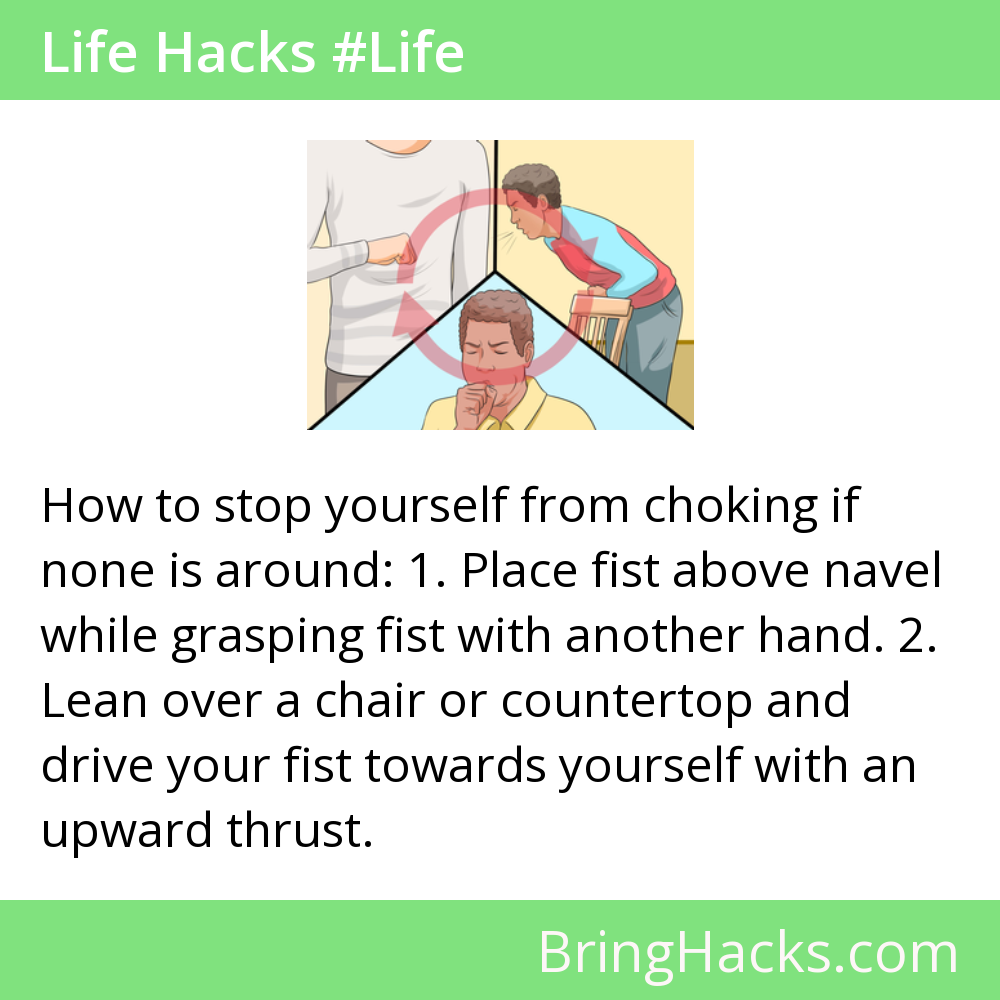 Life Hacks #Life
How to stop yourself from choking if
none is around: 1. Place fist above navel
while grasping fist with another hand. 2.
Lean over a chair or countertop and
drive your fist towards yourself with an
upward thrust.
BringHacks.com